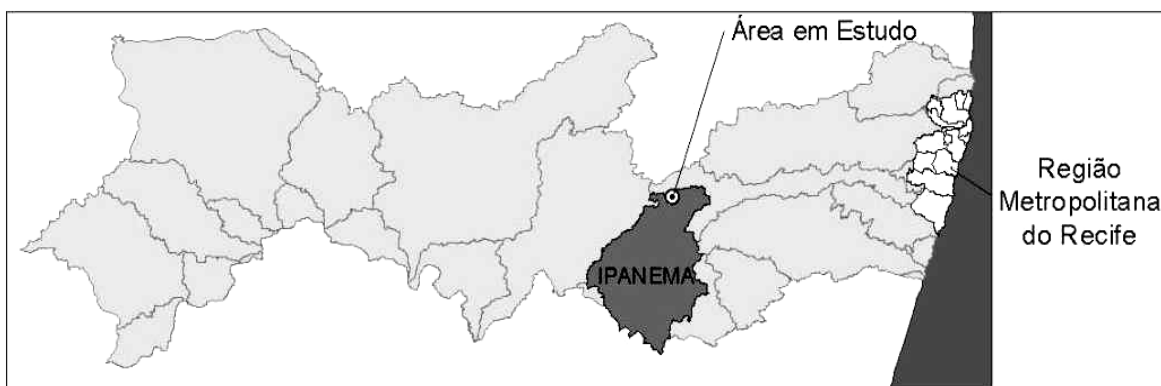 Área em Estudo
IPANEMA
Região
Metropolitana
do Recife